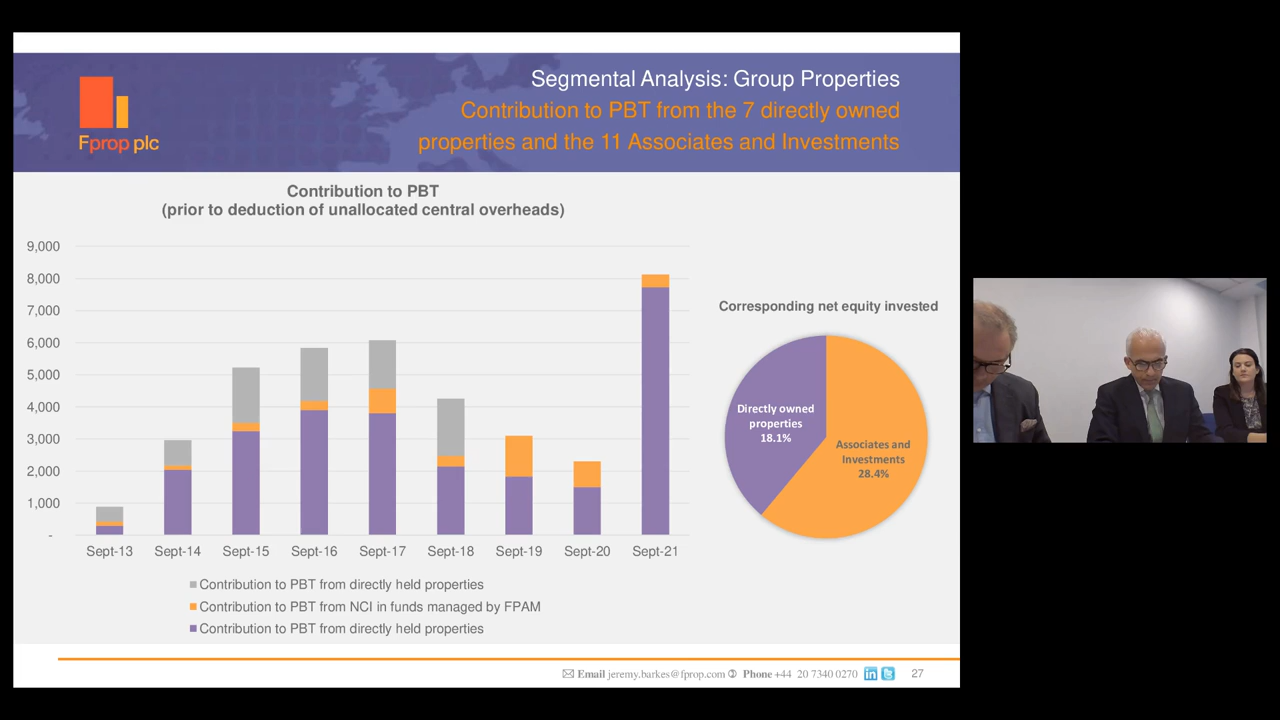 Segmental Analysis: Group Properties
Contribution to PBT from the 7 directly owned
properties and the 11 Associates and Investments
Fprop plc
Contribution to PBT
(prior to deduction of unallocated central overheads)
9,000
8,000
7,000
6,000
5,000
4,000
3,000
2,000
1,000
-
Sept-13 Sept-14 Sept-15 Sept-16 Sept-17 Sept-18 Sept-19 Sept-20 Sept-21
Contribution to PBT from directly held properties
Contribution to PBT from NCI in funds managed by FPAM
Contribution to PBT from directly held properties
Corresponding net equity invested
Directly owned
properties
18.1%
Associates and
Investments
28.4%
Email jeremy.barkes@fprop.com Phone +44 20 7340 0270 in 27